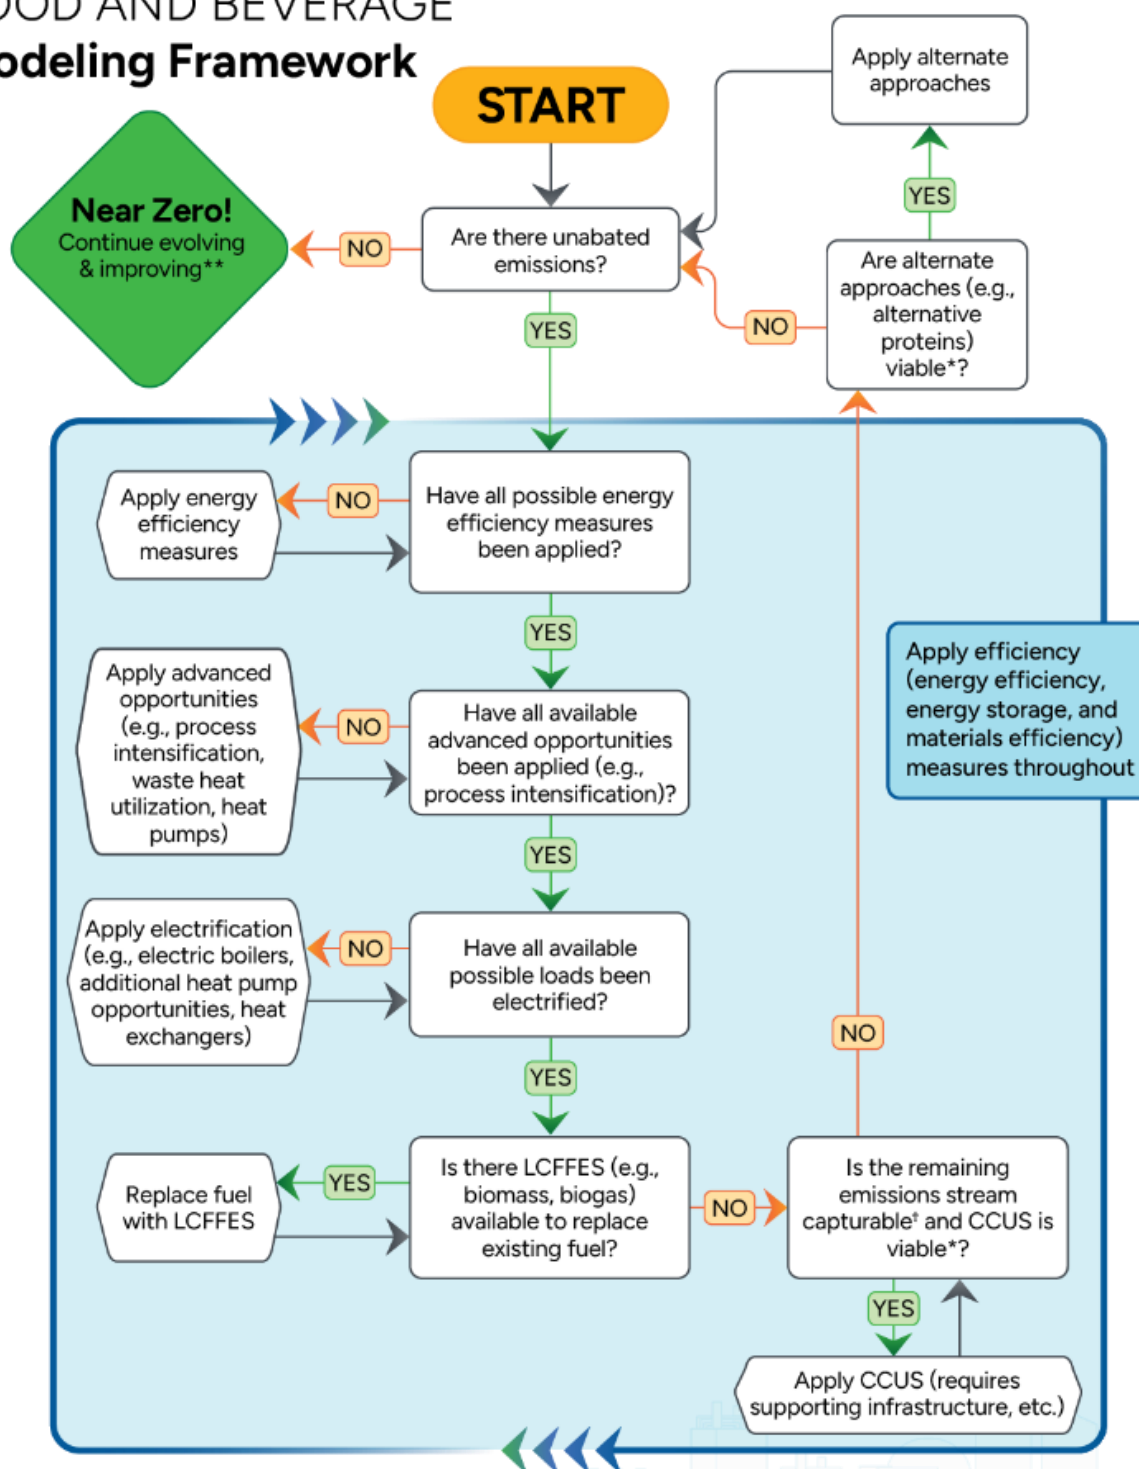 OOD AND BEVERAGE
odeling Framework
START
Apply alternate
approaches
YES
Near Zero!
Continue evolving
& improving**
NO
Are there unabated
emissions?
Are alternate
approaches (e.g.,
alternative
proteins)
viable*?
NO
YES
Apply energy
efficiency
measures
NO
Have all possible energy
efficiency measures
been applied?
YES
Apply efficiency
(energy efficiency,
energy storage, and
materials efficiency)
measures throughout
Apply advanced
opportunities
(e.g., process
intensification,
waste heat
utilization, heat
pumps)
NO
Have all available
advanced opportunities
been applied (e.g.,
process intensification)?
YES
Apply electrification
(e.g., electric boilers,
additional heat pump
opportunities, heat
exchangers)
NO
Have all available
possible loads been
electrified?
NO
YES
Replace fuel
with LCFFES
YES
Is there LCFFES (e.g.,
biomass, biogas)
available to replace
existing fuel?
NO
Is the remaining
emissions stream
capturable† and CCUS is
viable*?
YES
Apply CCUS (requires
supporting infrastructure, etc.)